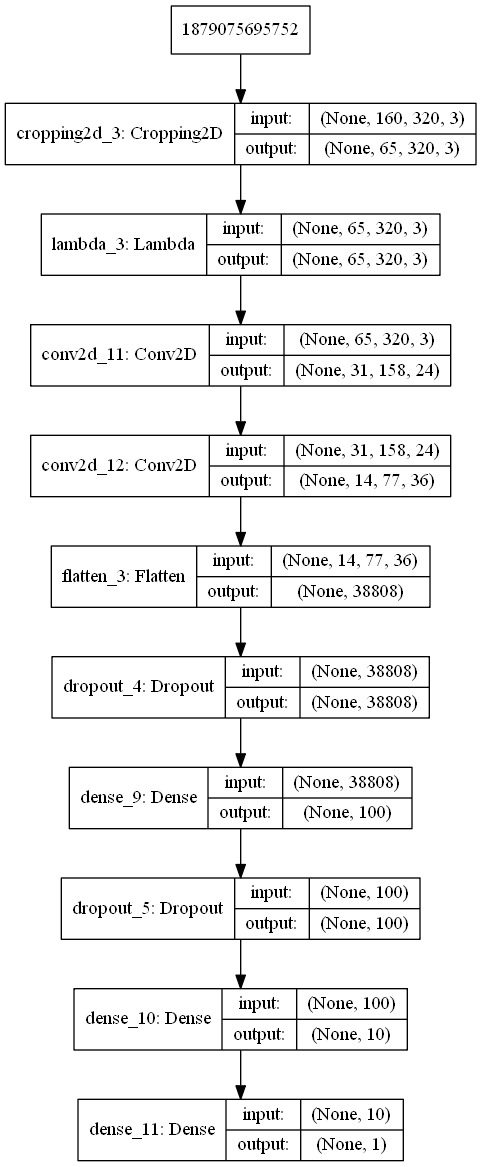 1879075695752
cropping2d_3: Cropping2D
input: (None, 160, 320, 3)
output: (None, 65, 320, 3)
lambda_3: Lambda
input: (None, 65, 320, 3)
output: (None, 65, 320, 3)
conv2d_11: Conv2D
input: (None, 65, 320, 3)
output: (None, 31, 158, 24)
conv2d_12: Conv2D
input: (None, 31, 158, 24)
output: (None, 14, 77, 36)
flatten_3: Flatten
input: (None, 14, 77, 36)
output: (None, 38808)
dropout_4: Dropout
input: (None, 38808)
output: (None, 38808)
dense_9: Dense
input: (None, 38808)
output: (None, 100)
dropout_5: Dropout
input: (None, 100)
output: (None, 100)
dense_10: Dense
input: (None, 100)
output: (None, 10)
dense_11: Dense
input: (None, 10)
output: (None, 1)